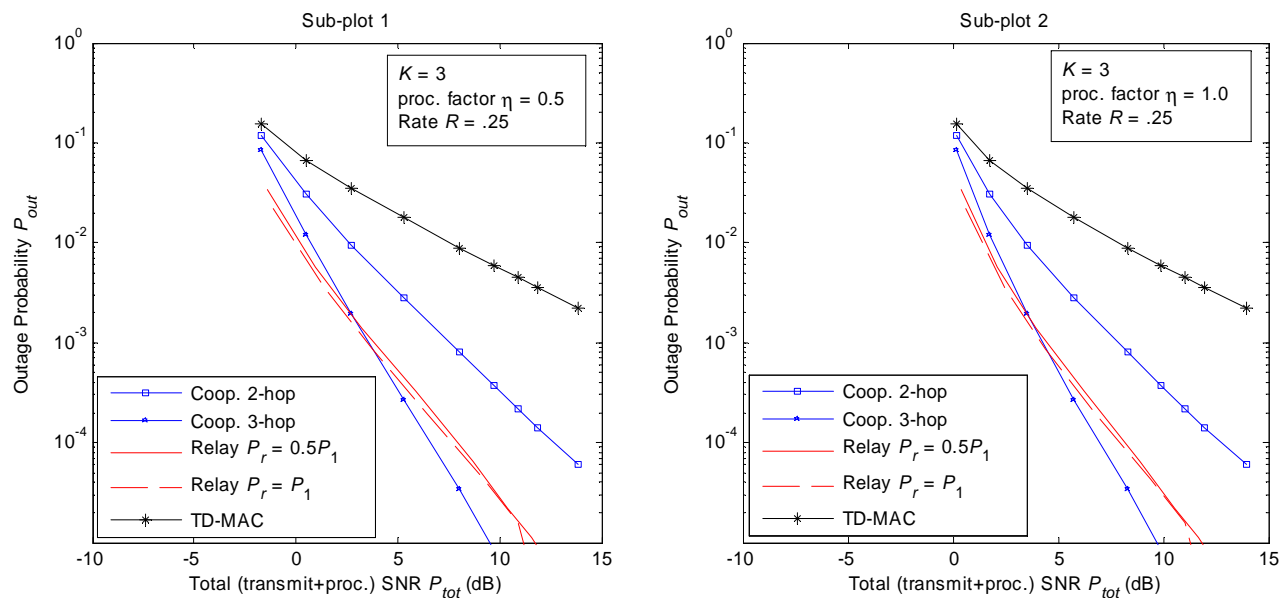 Sub-plot 1
10^0
10^-1
10^-2
10^-3
10^-4
Outage Probability P_out
K = 3
proc. factor η = 0.5
Rate R = .25
Coop. 2-hop
Coop. 3-hop
Relay P_r = 0.5P_1
Relay P_r = P_1
TD-MAC
-10 -5 0 5 10 15
Total (transmit+proc.) SNR P_tot (dB)
Sub-plot 2
10^0
10^-1
10^-2
10^-3
10^-4
Outage Probability P_out
K = 3
proc. factor η = 1.0
Rate R = .25
Coop. 2-hop
Coop. 3-hop
Relay P_r = 0.5P_1
Relay P_r = P_1
TD-MAC
-10 -5 0 5 10 15
Total (transmit+proc.) SNR P_tot (dB)